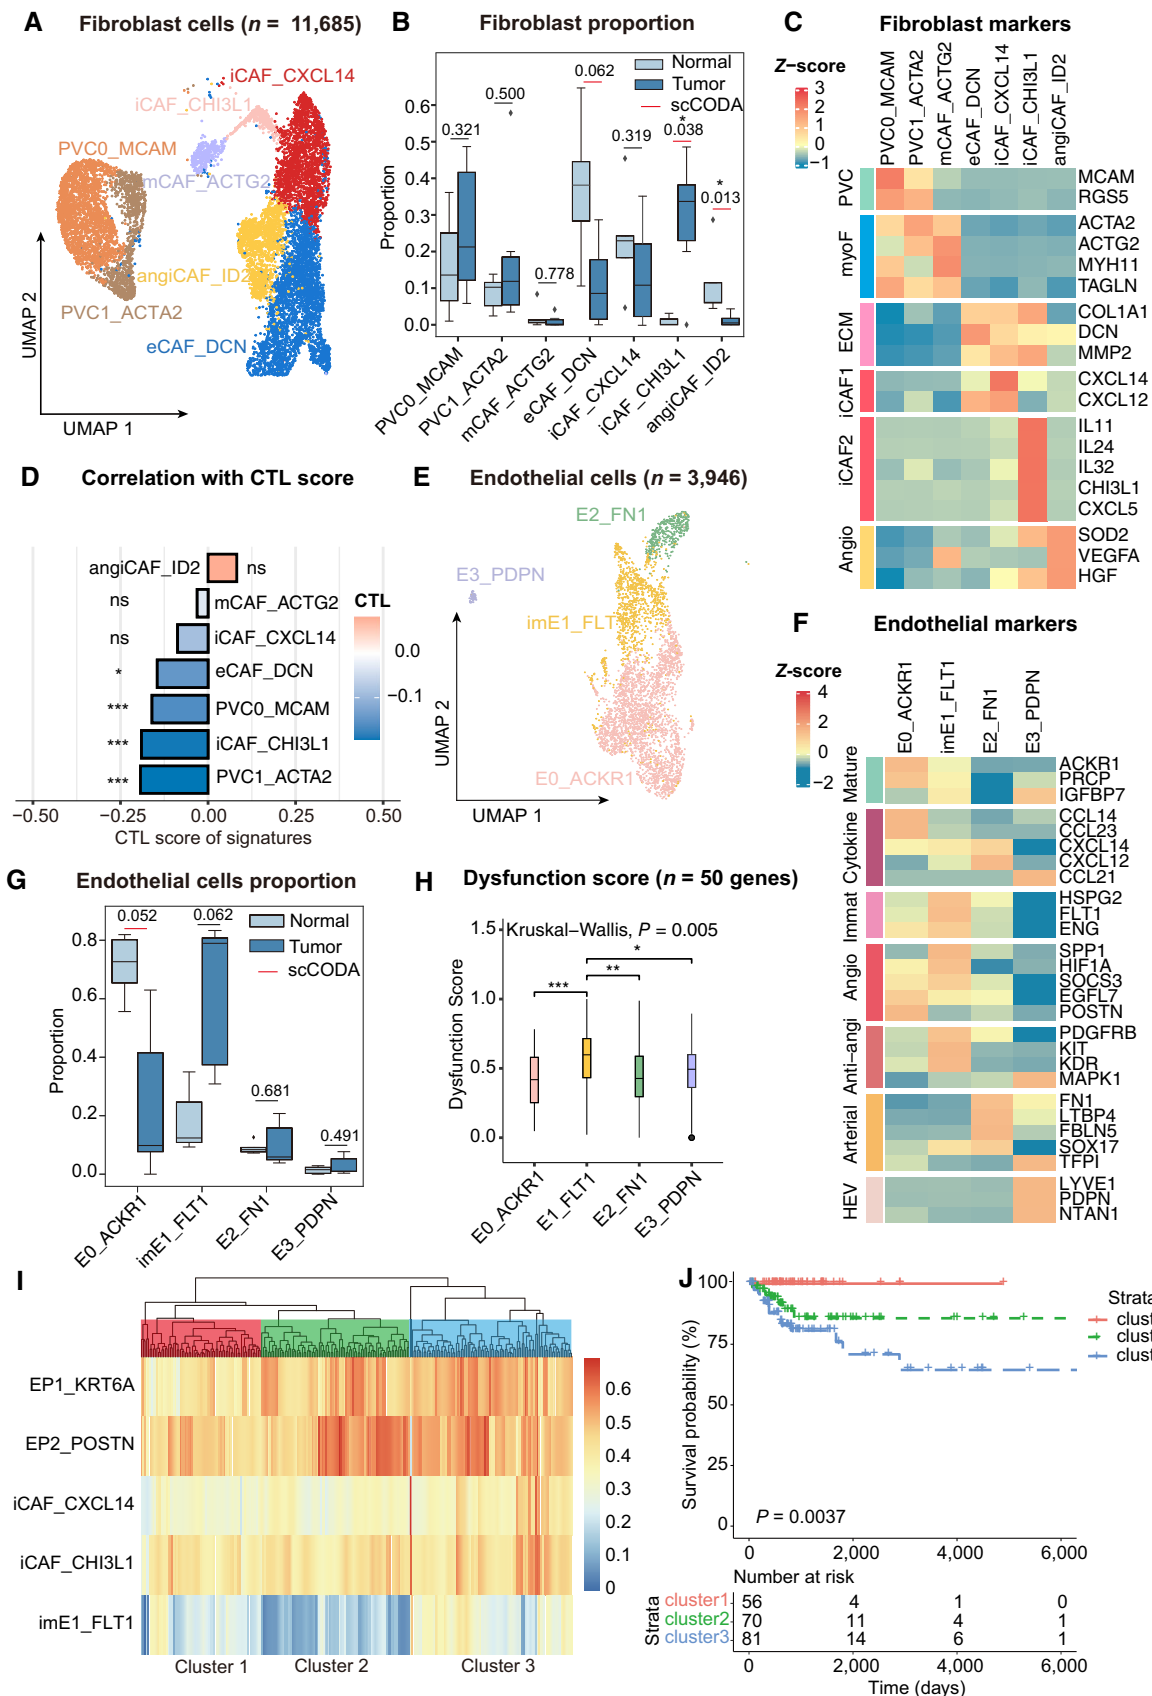 A Fibroblast cells (n = 11,685)
iCAF_CXCL14
iCAF_CHI3L1
PVC0_MCAM
mCAF_ACTG2
angiCAF_ID2
PVC1_ACTA2
eCAF_DCN
UMAP 2
UMAP 1
B Fibroblast proportion
Normal
Tumor
scCODA
0.321
0.500
0.778
0.062
0.319
*
0.038
*
0.013
Proportion
0.6
0.5
0.4
0.3
0.2
0.1
0.0
PVC0_MCAM
PVC1_ACTA2
mCAF_ACTG2
eCAF_DCN
iCAF_CXCL14
iCAF_CHI3L1
angiCAF_ID2
C Fibroblast markers
Z−score
3
2
1
0
−1
PVC0_MCAM
PVC1_ACTA2
mCAF_ACTG2
eCAF_DCN
iCAF_CXCL14
iCAF_CHI3L1
angiCAF_ID2
PVC
myoF
ECM
iCAF1
iCAF2
Angio
MCAM
RGS5
ACTA2
ACTG2
MYH11
TAGLN
COL1A1
DCN
MMP2
CXCL14
CXCL12
IL11
IL24
IL32
CHI3L1
CXCL5
SOD2
VEGFA
HGF
D Correlation with CTL score
angiCAF_ID2 ns
ns mCAF_ACTG2
ns iCAF_CXCL14
* eCAF_DCN
*** PVC0_MCAM
*** iCAF_CHI3L1
*** PVC1_ACTA2
CTL
0.0
−0.1
−0.50 −0.25 0.00 0.25 0.50
CTL score of signatures
E Endothelial cells (n = 3,946)
E2_FN1
E3_PDPN
imE1_FLT
E0_ACKR1
UMAP 2
UMAP 1
F Endothelial markers
Z-score
4
2
0
−2
E0_ACKR1
imE1_FLT1
E2_FN1
E3_PDPN
Mature
Cytokine
Immat
Angio
Anti−angi
Arterial
HEV
ACKR1
PRCP
IGFBP7
CCL14
CCL23
CXCL14
CXCL12
CCL21
HSPG2
FLT1
ENG
SPP1
HIF1A
SOCS3
EGFL7
POSTN
PDGFRB
KIT
KDR
MAPK1
FN1
LTBP4
FBLN5
SOX17
TFPI
LYVE1
PDPN
NTAN1
G Endothelial cells proportion
0.052
0.062
0.681
0.491
Normal
Tumor
scCODA
Proportion
0.8
0.6
0.4
0.2
0.0
E0_ACKR1
imE1_FLT1
E2_FN1
E3_PDPN
H Dysfunction score (n = 50 genes)
Kruskal−Wallis, P = 0.005
*
**
***
Dysfunction Score
1.5
1.0
0.5
0.0
E0_ACKR1
E1_FLT1
E2_FN1
E3_PDPN
I
EP1_KRT6A
EP2_POSTN
iCAF_CXCL14
iCAF_CHI3L1
imE1_FLT1
0.6
0.5
0.4
0.3
0.2
0.1
0
Cluster 1 Cluster 2 Cluster 3
J
Survival probability (%)
100
75
50
25
0
P = 0.0037
Strata
clust
clust
clust
0 2,000 4,000 6,000
Number at risk
Strata
cluster1 56 4 1 0
cluster2 70 11 4 1
cluster3 81 14 6 1
0 2,000 4,000 6,000
Time (days)